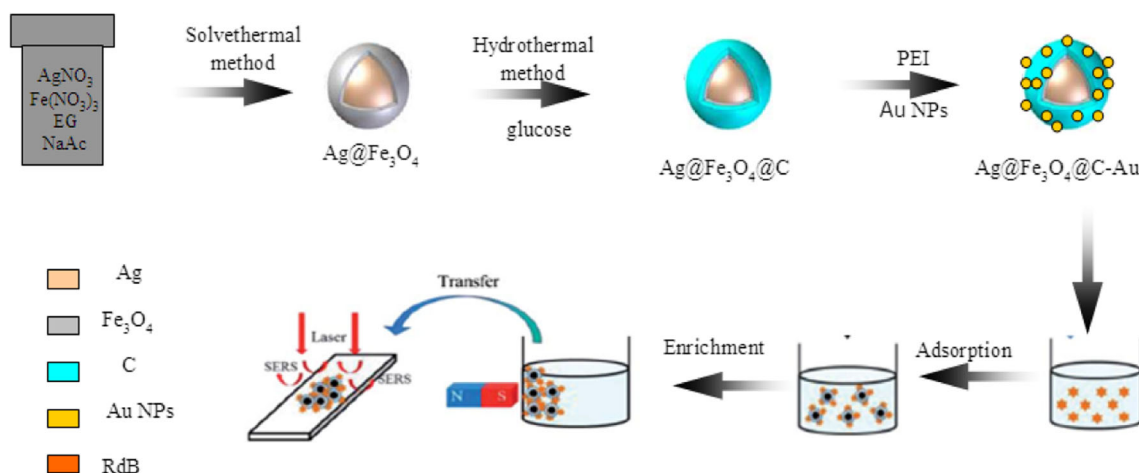 AgNO3
Fe(NO3)3
EG
NaAc
Solvethermal
method
Ag@Fe3O4
Hydrothermal
method
glucose
Ag@Fe3O4@C
PEI
Au NPs
Ag@Fe3O4@C-Au
Ag
Fe3O4
C
Au NPs
RdB
Laser
SERS
SERS
Transfer
N S
Enrichment
Adsorption